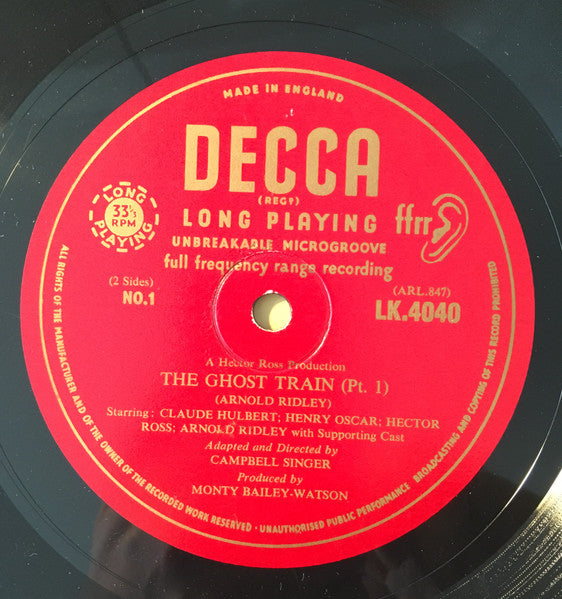 MADE IN ENGLAND
DECCA
(REGD)
LONG PLAYING
ffrr
UNBREAKABLE MICROGROOVE
full frequency range recording
LONG
33⅓
RPM
PLAYING
(2 Sides)
NO.1
(ARL.847)
LK.4040
A Hector Ross Production
THE GHOST TRAIN (Pt. 1)
(ARNOLD RIDLEY)
Starring: CLAUDE HULBERT; HENRY OSCAR; HECTOR
ROSS; ARNOLD RIDLEY with Supporting Cast
Adapted and Directed by
CAMPBELL SINGER
Produced by
MONTY BAILEY-WATSON
ALL RIGHTS OF THE MANUFACTURER AND OF THE OWNER OF THE RECORDED WORK RESERVED · UNAUTHORISED PUBLIC PERFORMANCE BROADCASTING AND COPYING OF THIS RECORD PROHIBITED